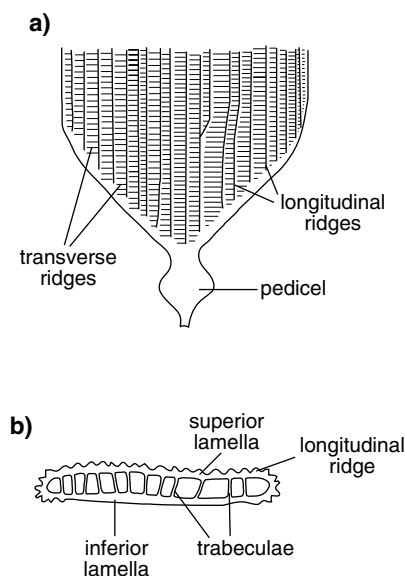 a)
longitudinal
ridges
transverse
ridges
pedicel
b)
superior
lamella
longitudinal
ridge
inferior
lamella
trabeculae